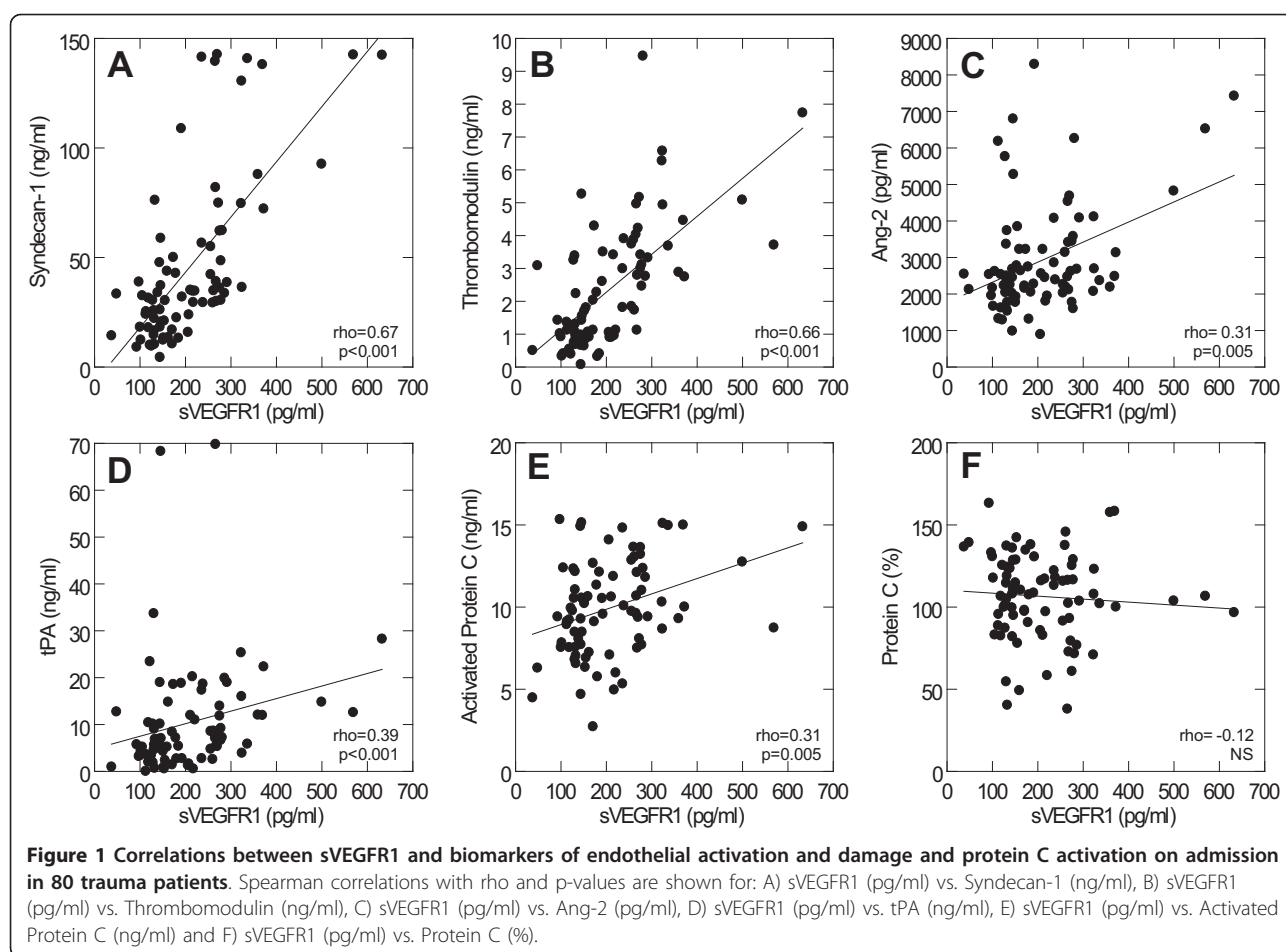 A
Syndecan-1 (ng/ml)
150
100
50
0
0 100 200 300 400 500 600 700
sVEGFR1 (pg/ml)
rho=0.67
p<0.001
B
Thrombomodulin (ng/ml)
10
9
8
7
6
5
4
3
2
1
0
0 100 200 300 400 500 600 700
sVEGFR1 (pg/ml)
rho=0.66
p<0.001
C
Ang-2 (pg/ml)
9000
8000
7000
6000
5000
4000
3000
2000
1000
0
0 100 200 300 400 500 600 700
sVEGFR1 (pg/ml)
rho= 0.31
p=0.005
D
tPA (ng/ml)
70
60
50
40
30
20
10
0
0 100 200 300 400 500 600 700
sVEGFR1 (pg/ml)
rho=0.39
p<0.001
E
Activated Protein C (ng/ml)
20
15
10
5
0
0 100 200 300 400 500 600 700
sVEGFR1 (pg/ml)
rho=0.31
p=0.005
F
Protein C (%)
200
150
100
50
0
0 100 200 300 400 500 600 700
sVEGFR1 (pg/ml)
rho= -0.12
NS
Figure 1 Correlations between sVEGFR1 and biomarkers of endothelial activation and damage and protein C activation on admission
in 80 trauma patients. Spearman correlations with rho and p-values are shown for: A) sVEGFR1 (pg/ml) vs. Syndecan-1 (ng/ml), B) sVEGFR1
(pg/ml) vs. Thrombomodulin (ng/ml), C) sVEGFR1 (pg/ml) vs. Ang-2 (pg/ml), D) sVEGFR1 (pg/ml) vs. tPA (ng/ml), E) sVEGFR1 (pg/ml) vs. Activated
Protein C (ng/ml) and F) sVEGFR1 (pg/ml) vs. Protein C (%).